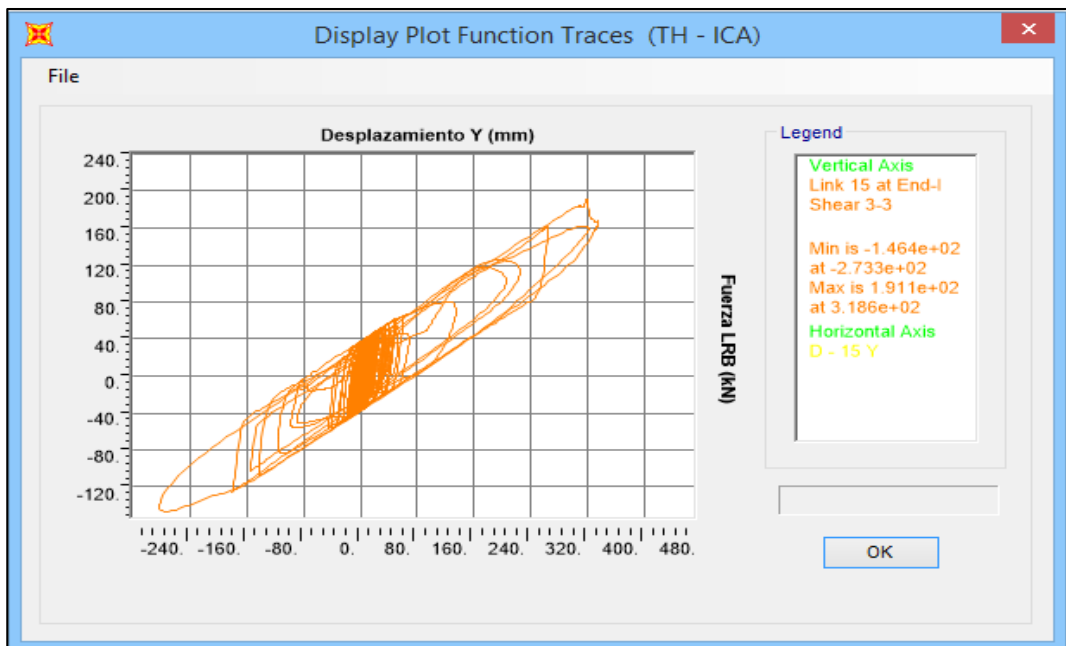 Display Plot Function Traces (TH - ICA)
File
Desplazamiento Y (mm)
240.
200.
160.
120.
80.
40.
0.
-40.
-80.
-120.
-240. -160. -80. 0. 80. 160. 240. 320. 400. 480.
Fuerza LRB (kN)
Legend
Vertical Axis
Link 15 at End-I
Shear 3-3
Min is -1.464e+02
at -2.733e+02
Max is 1.911e+02
at 3.186e+02
Horizontal Axis
D - 15 Y
OK